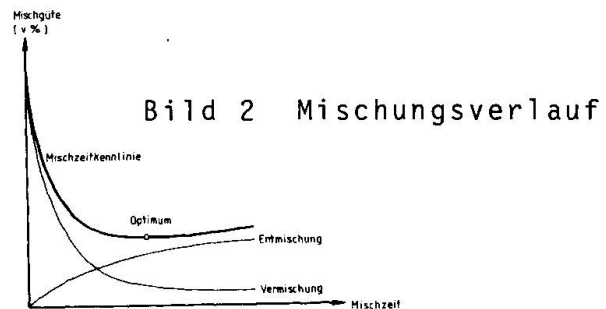 Mischgüte
( v % )
Bild 2 Mischungsverlauf
Mischzeitkennlinie
Optimum
Entmischung
Vermischung
Mischzeit